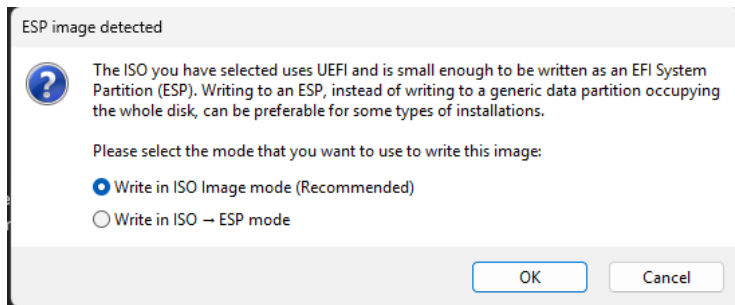 ESP image detected
The ISO you have selected uses UEFI and is small enough to be written as an EFI System
Partition (ESP). Writing to an ESP, instead of writing to a generic data partition occupying
the whole disk, can be preferable for some types of installations.
Please select the mode that you want to use to write this image:
Write in ISO Image mode (Recommended)
Write in ISO → ESP mode
OK Cancel